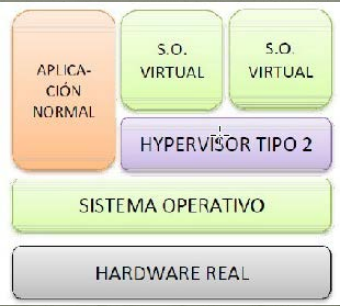 APLICA-
CIÓN
NORMAL
S.O.
VIRTUAL
S.O.
VIRTUAL
HYPERVISOR TIPO 2
SISTEMA OPERATIVO
HARDWARE REAL